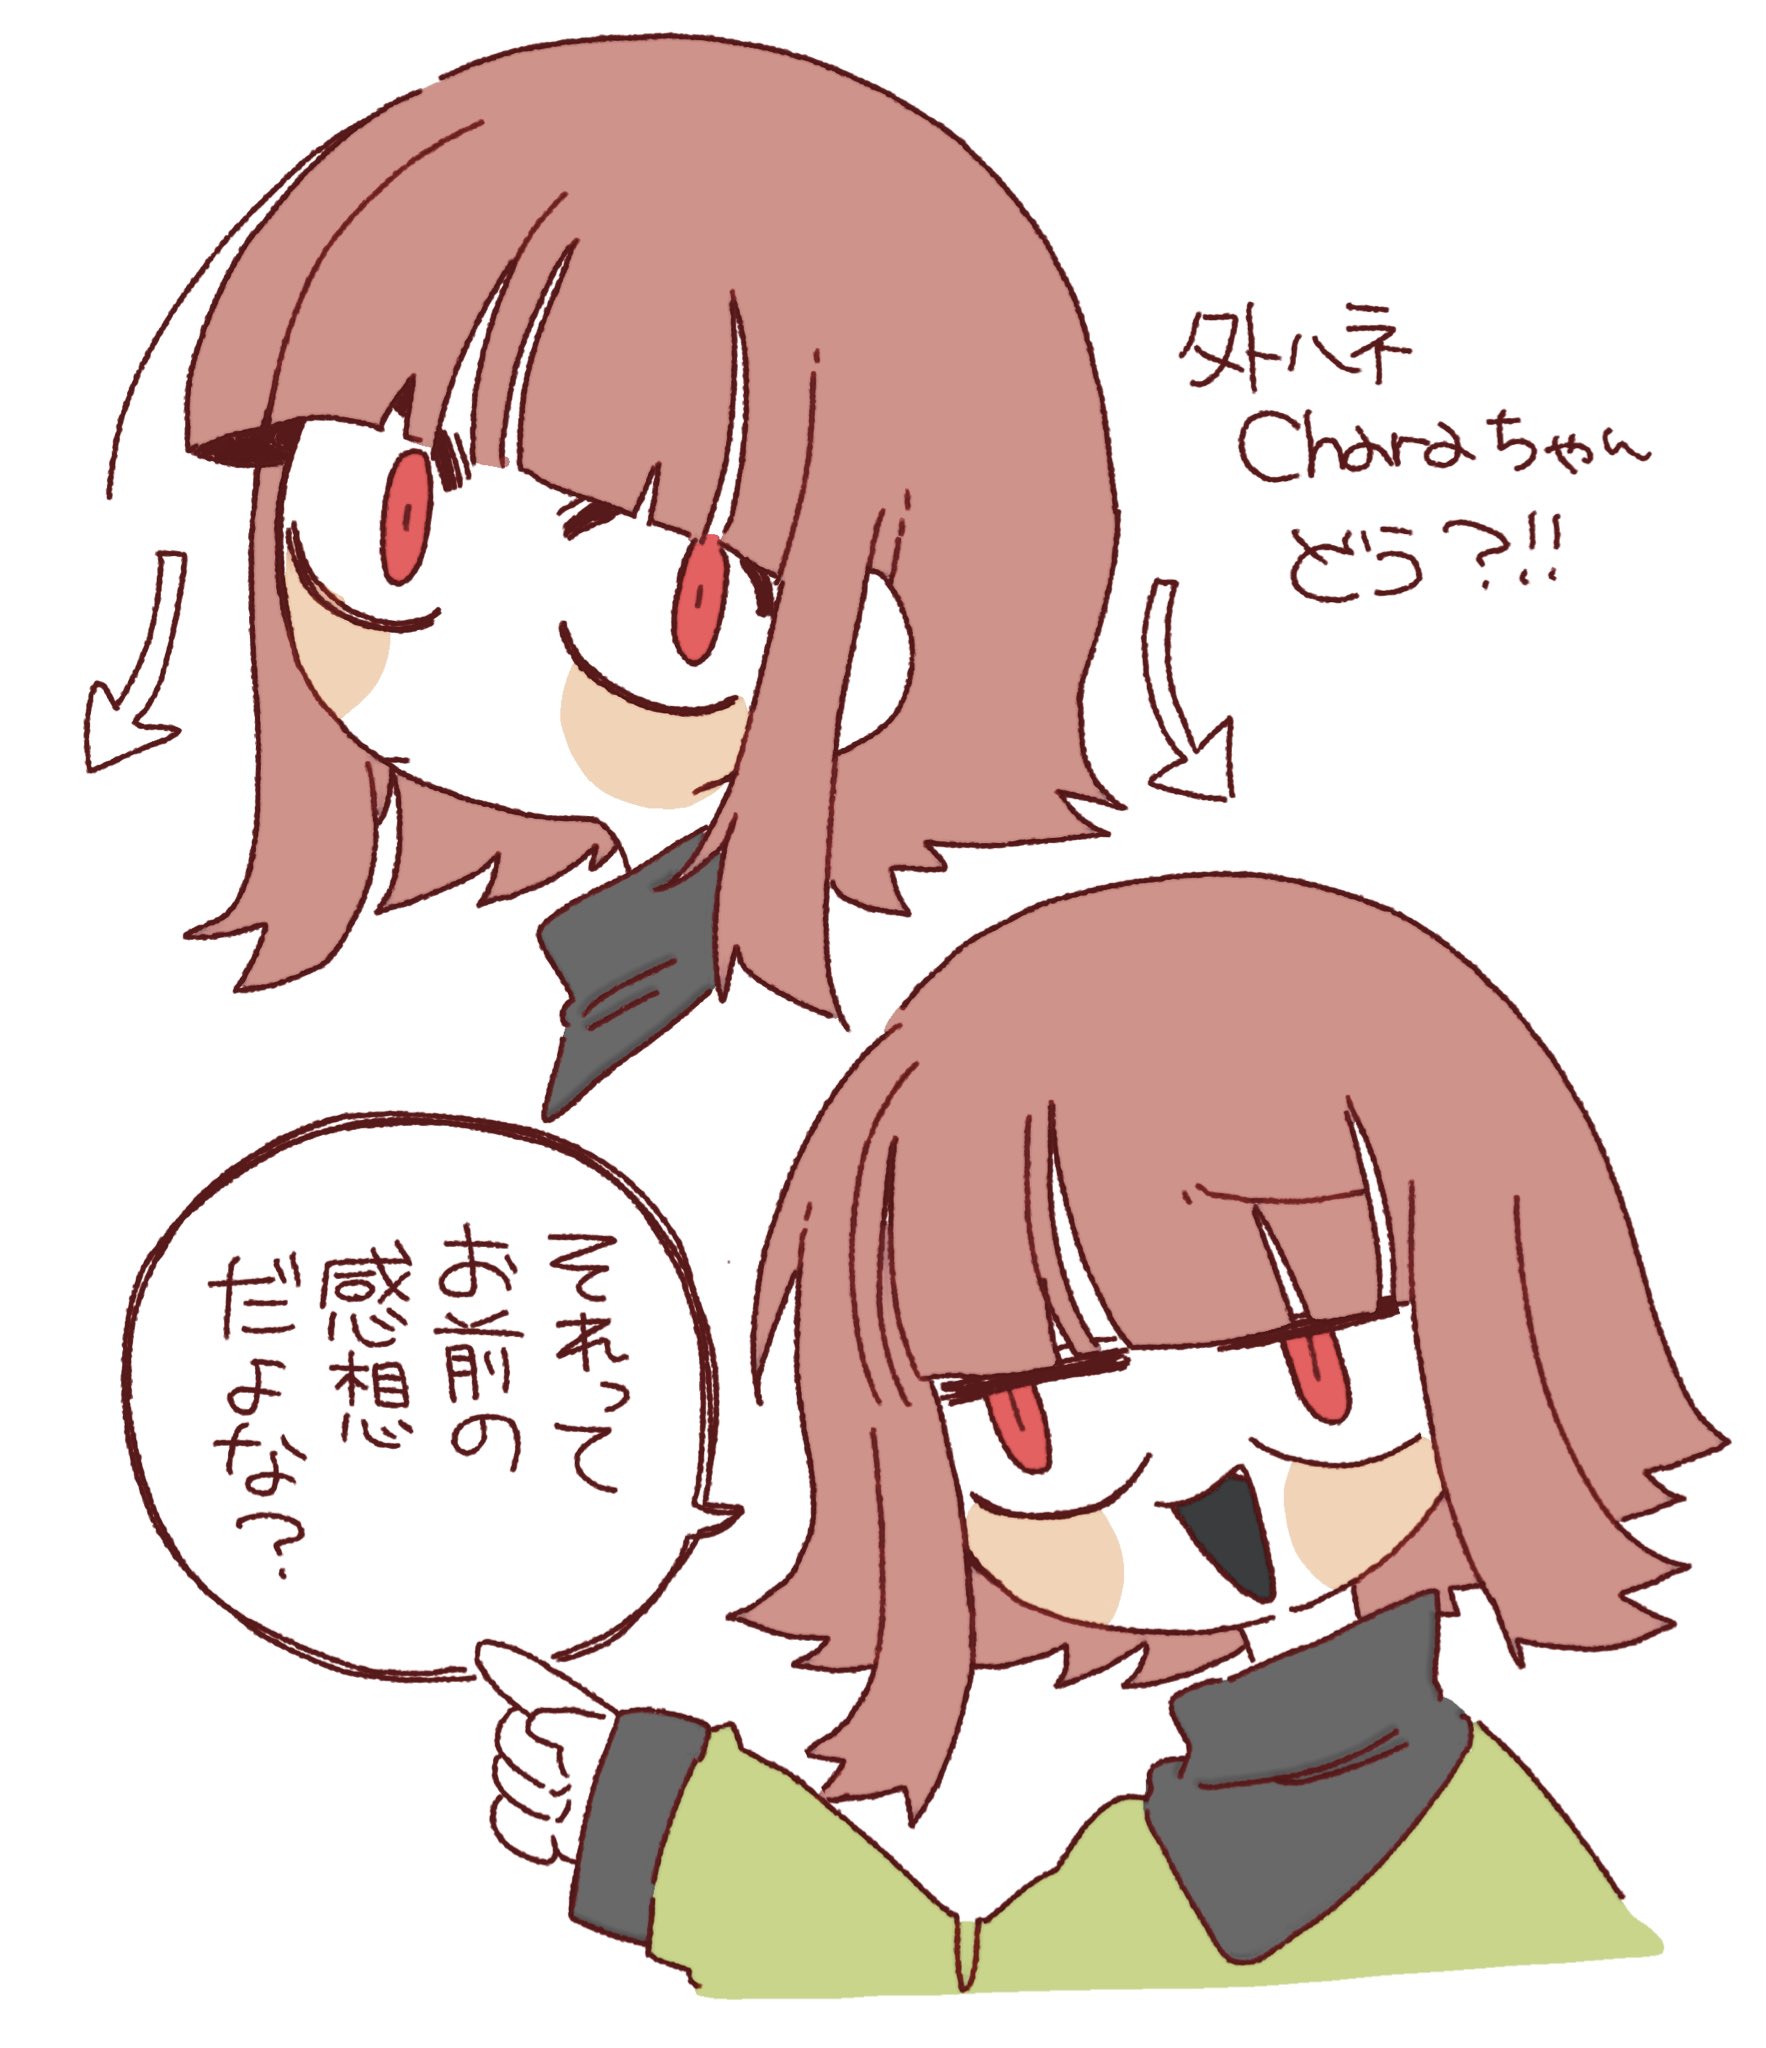 外ハネ
Charaちゃん
どう?!!
それって
お前の
感想
だよな?